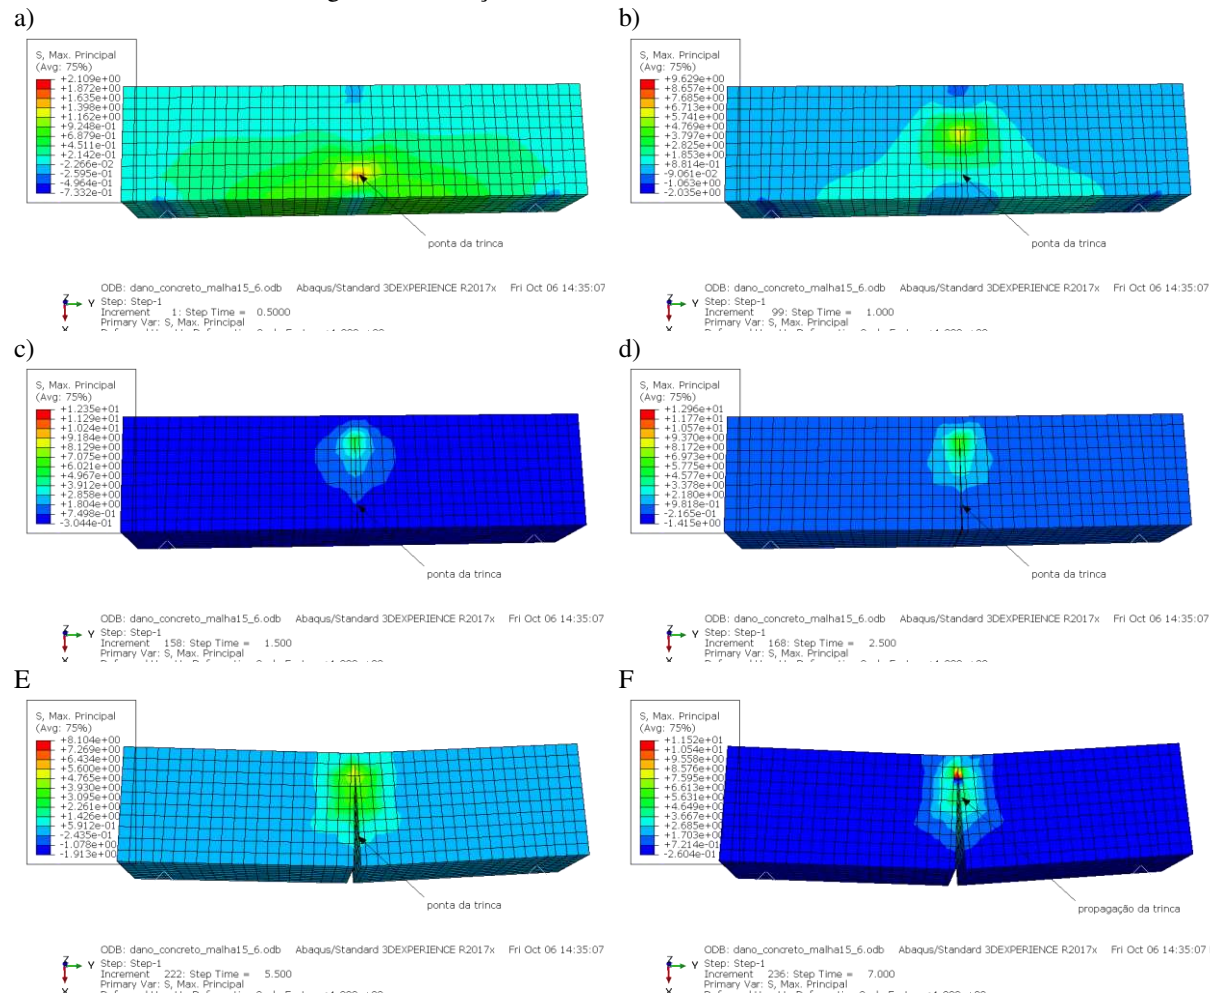 a)
S, Max. Principal
(Avg: 75%)
+2.109e+00
+1.872e+00
+1.635e+00
+1.398e+00
+1.162e+00
+9.248e-01
+6.879e-01
+4.511e-01
+2.142e-01
-2.266e-02
-2.595e-01
-4.964e-01
-7.332e-01
ponta da trinca
ODB: dano_concreto_malha15_6.odb Abaqus/Standard 3DEXPERIENCE R2017x Fri Oct 06 14:35:07
Z
Y
X
Step: Step-1
Increment 1: Step Time = 0.5000
Primary Var: S, Max. Principal
b)
S, Max. Principal
(Avg: 75%)
+9.629e+00
+8.657e+00
+7.685e+00
+6.713e+00
+5.741e+00
+4.769e+00
+3.797e+00
+2.825e+00
+1.853e+00
+8.814e-01
-9.061e-02
-1.063e+00
-2.035e+00
ponta da trinca
ODB: dano_concreto_malha15_6.odb Abaqus/Standard 3DEXPERIENCE R2017x Fri Oct 06 14:35:07
Z
Y
X
Step: Step-1
Increment 99: Step Time = 1.000
Primary Var: S, Max. Principal
c)
S, Max. Principal
(Avg: 75%)
+1.235e+01
+1.129e+01
+1.024e+01
+9.184e+00
+8.129e+00
+7.075e+00
+6.021e+00
+4.967e+00
+3.912e+00
+2.858e+00
+1.804e+00
+7.498e-01
-3.044e-01
ponta da trinca
ODB: dano_concreto_malha15_6.odb Abaqus/Standard 3DEXPERIENCE R2017x Fri Oct 06 14:35:07
Z
Y
X
Step: Step-1
Increment 158: Step Time = 1.500
Primary Var: S, Max. Principal
d)
S, Max. Principal
(Avg: 75%)
+1.296e+01
+1.177e+01
+1.057e+01
+9.370e+00
+8.172e+00
+6.973e+00
+5.775e+00
+4.577e+00
+3.378e+00
+2.180e+00
+9.818e-01
-2.165e-01
-1.415e+00
ponta da trinca
ODB: dano_concreto_malha15_6.odb Abaqus/Standard 3DEXPERIENCE R2017x Fri Oct 06 14:35:07
Z
Y
X
Step: Step-1
Increment 168: Step Time = 2.500
Primary Var: S, Max. Principal
E
S, Max. Principal
(Avg: 75%)
+8.104e+00
+7.269e+00
+6.434e+00
+5.600e+00
+4.765e+00
+3.930e+00
+3.095e+00
+2.261e+00
+1.426e+00
+5.912e-01
-2.435e-01
-1.078e+00
-1.913e+00
ponta da trinca
ODB: dano_concreto_malha15_6.odb Abaqus/Standard 3DEXPERIENCE R2017x Fri Oct 06 14:35:07
Z
Y
X
Step: Step-1
Increment 222: Step Time = 5.500
Primary Var: S, Max. Principal
F
S, Max. Principal
(Avg: 75%)
+1.152e+01
+1.054e+01
+9.558e+00
+8.576e+00
+7.595e+00
+6.613e+00
+5.631e+00
+4.649e+00
+3.667e+00
+2.685e+00
+1.703e+00
+7.214e-01
-2.604e-01
propagação da trinca
ODB: dano_concreto_malha15_6.odb Abaqus/Standard 3DEXPERIENCE R2017x Fri Oct 06 14:35:07
Z
Y
X
Step: Step-1
Increment 236: Step Time = 7.000
Primary Var: S, Max. Principal